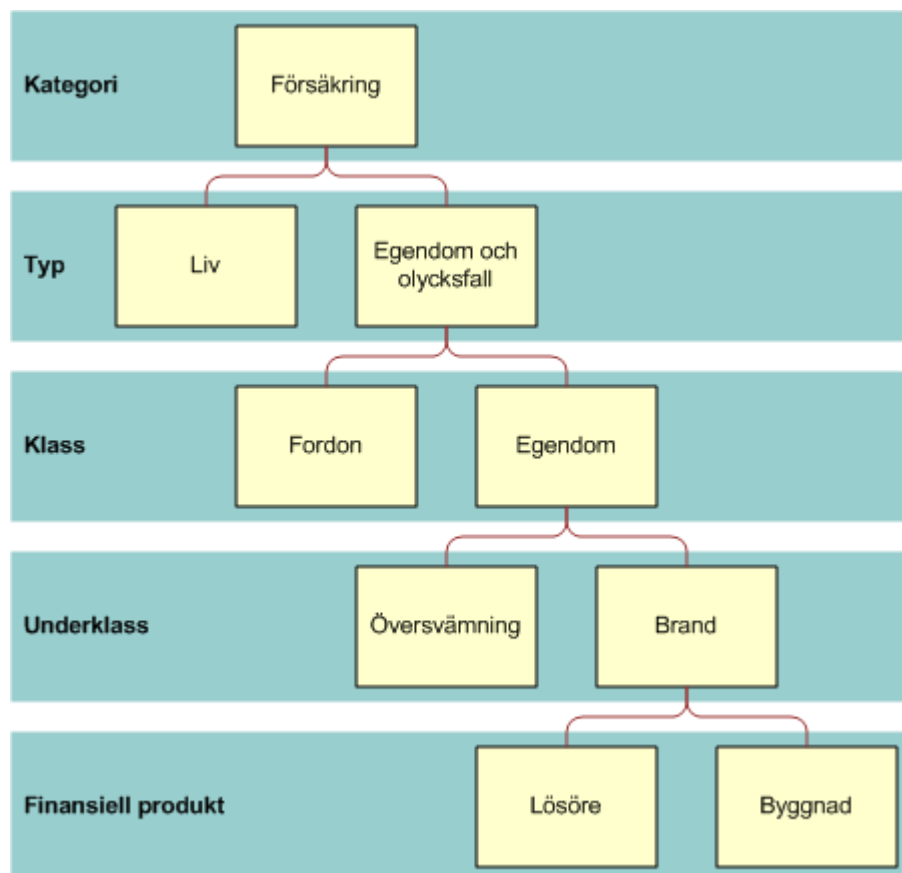 Kategori
Försäkring
Typ
Liv
Egendom och
olycksfall
Klass
Fordon
Egendom
Underklass
Översvämning
Brand
Finansiell produkt
Lösöre
Byggnad